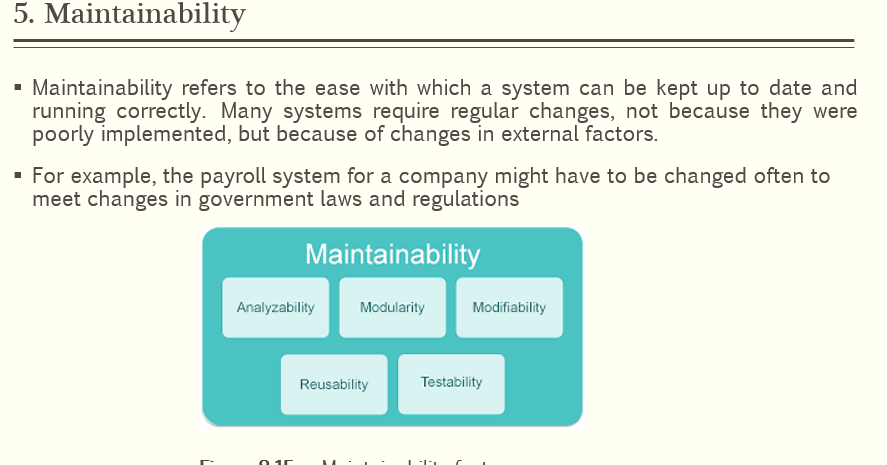 5. Maintainability
▪ Maintainability refers to the ease with which a system can be kept up to date and
running correctly. Many systems require regular changes, not because they were
poorly implemented, but because of changes in external factors.
▪ For example, the payroll system for a company might have to be changed often to
meet changes in government laws and regulations
Maintainability
Analyzability Modularity Modifiability
Reusability Testability